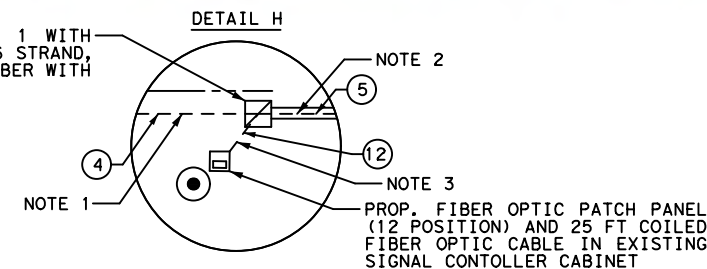 DETAIL H
1 WITH
STRAND,
BER WITH
NOTE 2
5
4
12
NOTE 1
NOTE 3
PROP. FIBER OPTIC PATCH PANEL
(12 POSITION) AND 25 FT COILED
FIBER OPTIC CABLE IN EXISTING
SIGNAL CONTOLLER CABINET